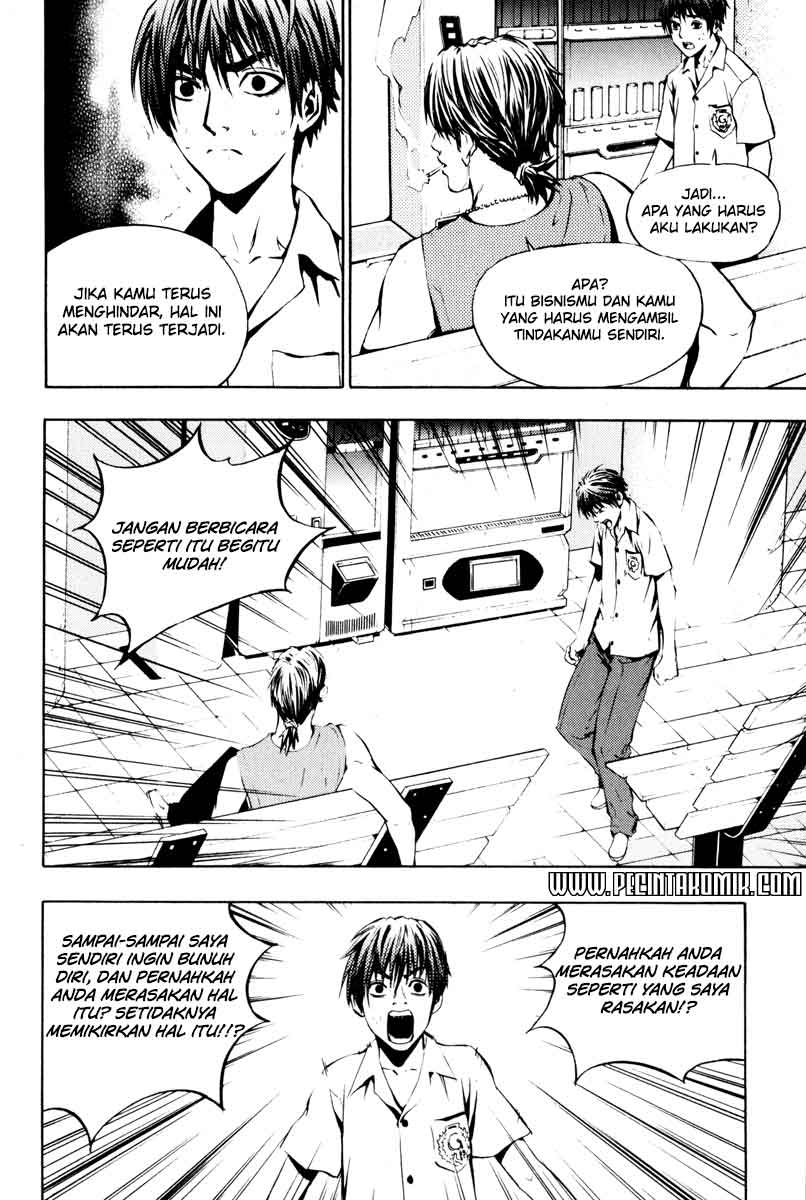 JADI...
APA YANG HARUS
AKU LAKUKAN?
APA?
ITU BISNISMU DAN KAMU
YANG HARUS MENGAMBIL
TINDAKANMU SENDIRI.
JIKA KAMU TERUS
MENGHINDAR, HAL INI
AKAN TERUS TERJADI.
JANGAN BERBICARA
SEPERTI ITU BEGITU
MUDAH!
WWW.PECINTAKOMIK.COM
PERNAHKAH ANDA
MERASAKAN KEADAAN
SEPERTI YANG SAYA
RASAKAN!?
SAMPAI-SAMPAI SAYA
SENDIRI INGIN BUNUH
DIRI, DAN PERNAHKAH
ANDA MERASAKAN HAL
ITU? SETIDAKNYA
MEMIKIRKAN HAL ITU!!?